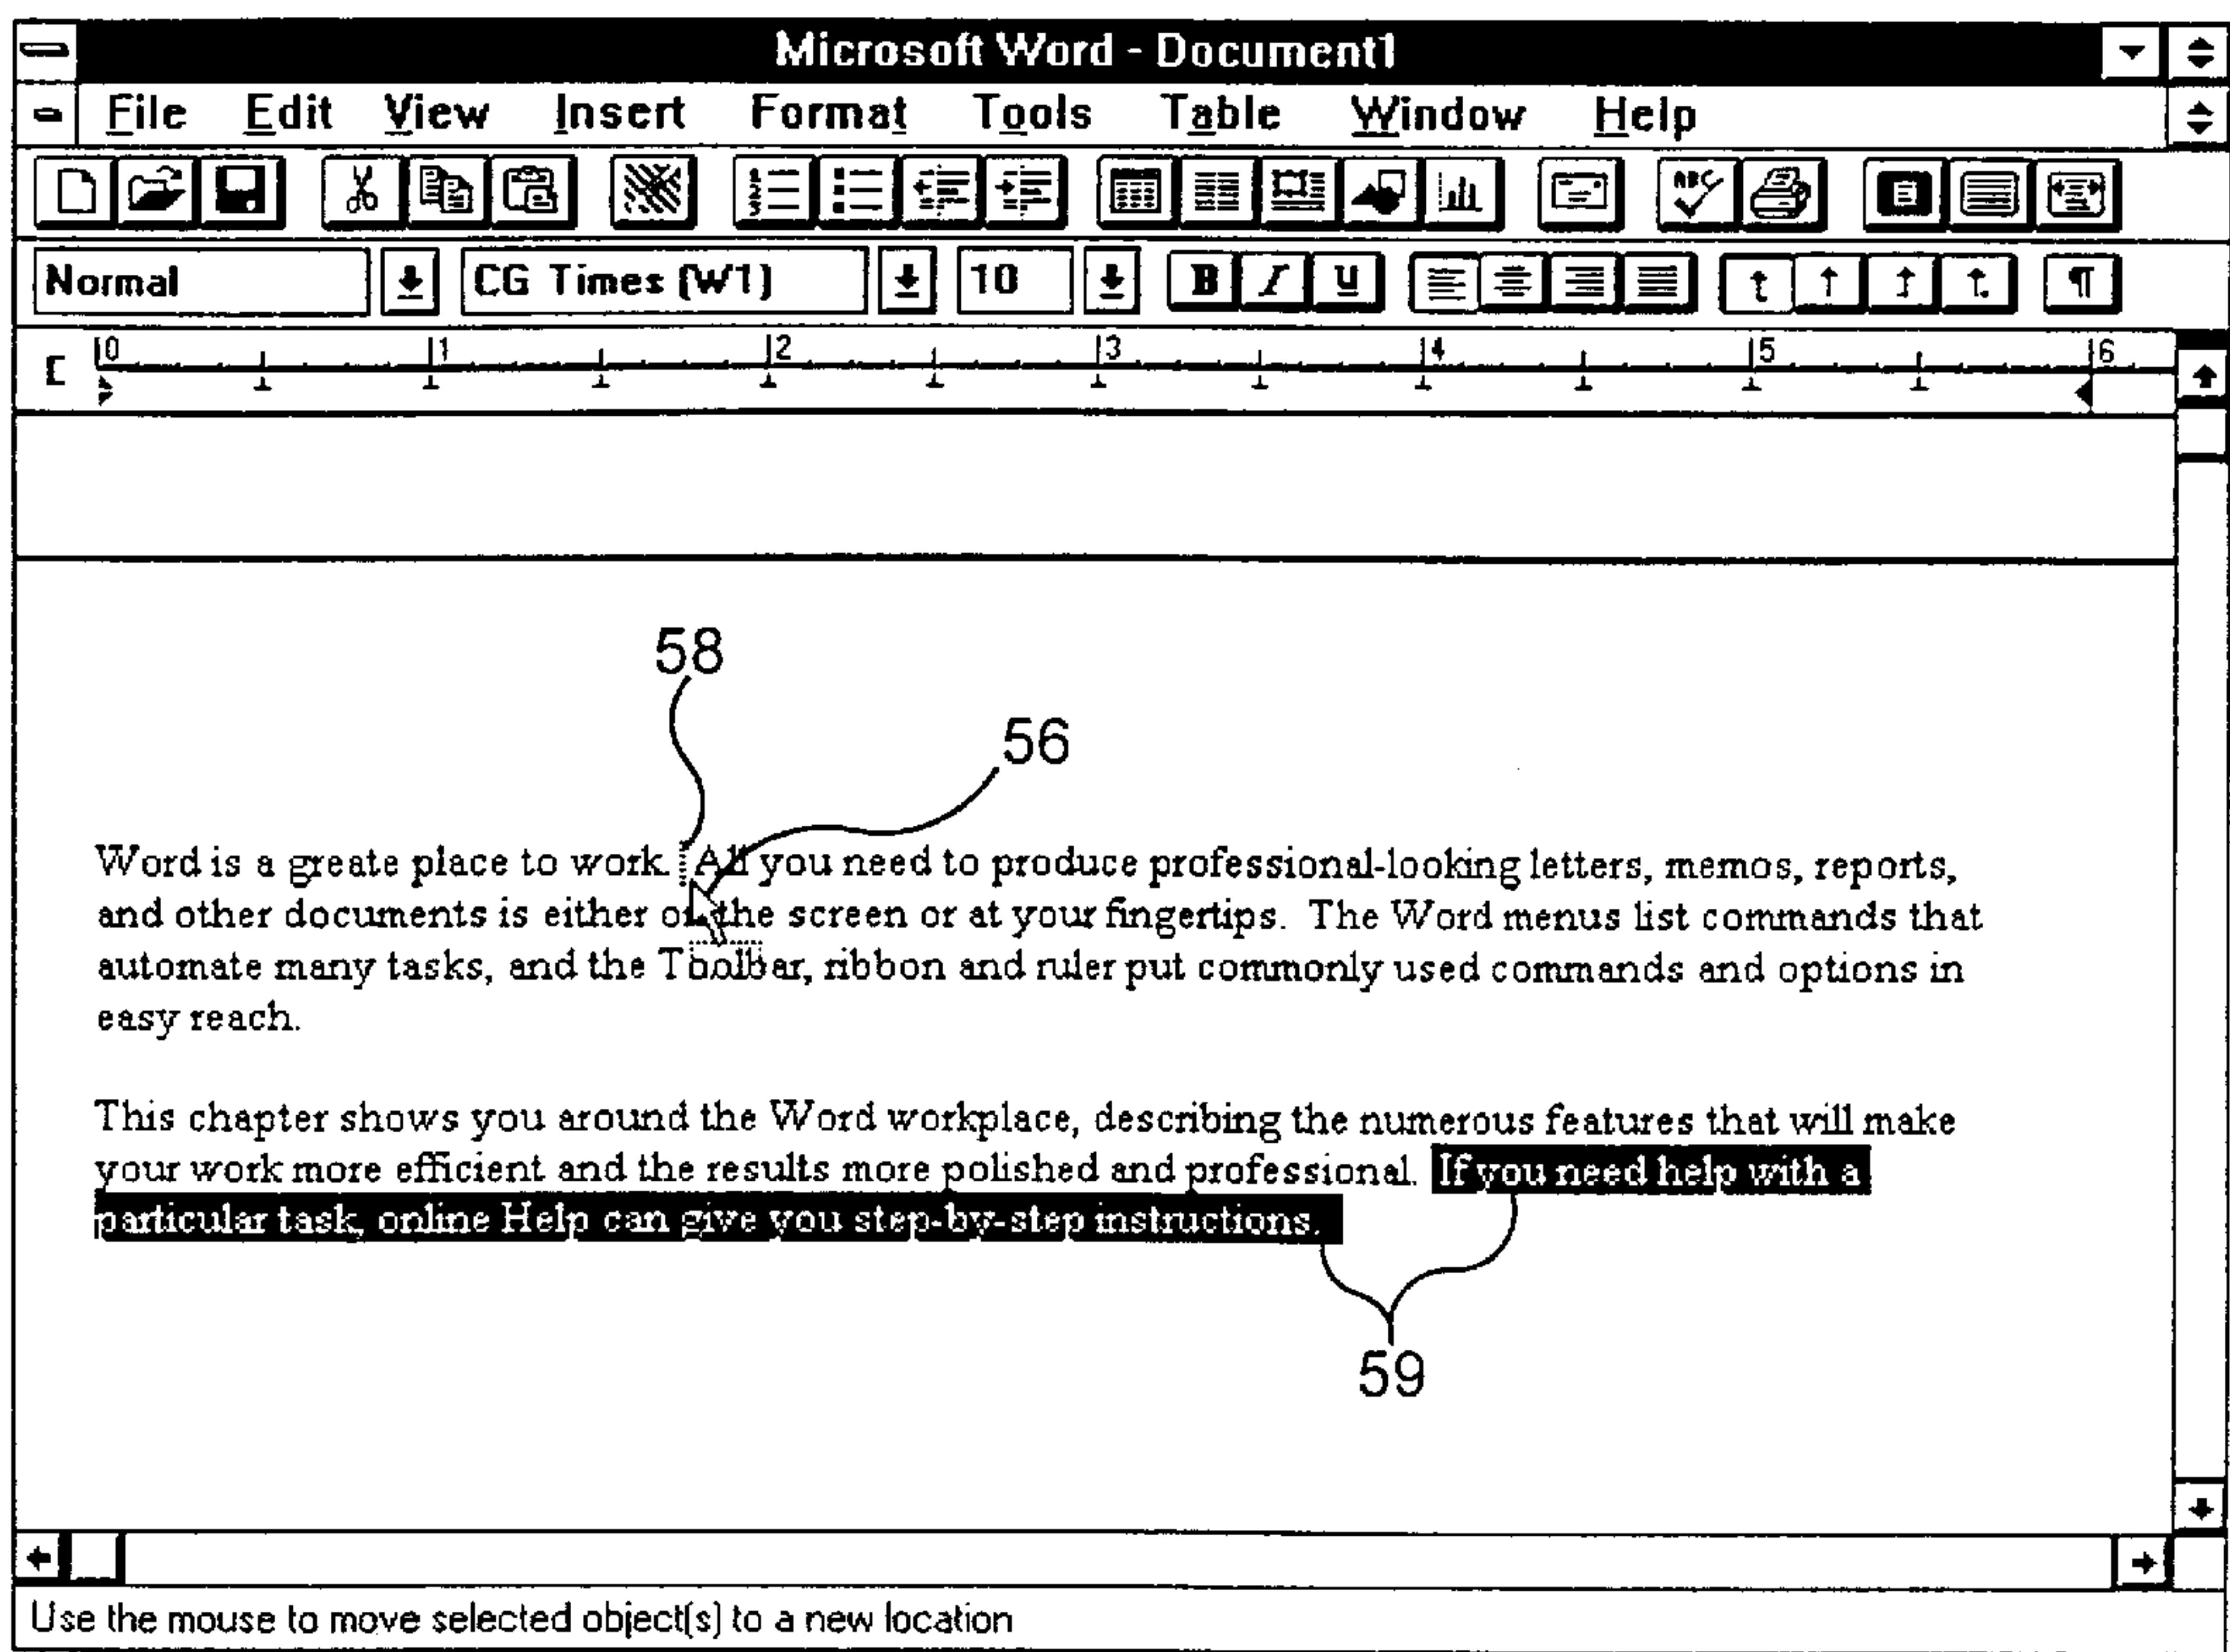 Microsoft Word - Document1
File Edit View Insert Format Tools Table Window Help
ABC
Normal CG Times (W1) 10 B I U ¶
0 1 2 3 4 5 6
58
56
Word is a greate place to work. All you need to produce professional-looking letters, memos, reports,
and other documents is either on the screen or at your fingertips. The Word menus list commands that
automate many tasks, and the Toolbar, ribbon and ruler put commonly used commands and options in
easy reach.
This chapter shows you around the Word workplace, describing the numerous features that will make
your work more efficient and the results more polished and professional. If you need help with a
particular task, online Help can give you step-by-step instructions.
59
Use the mouse to move selected object(s) to a new location